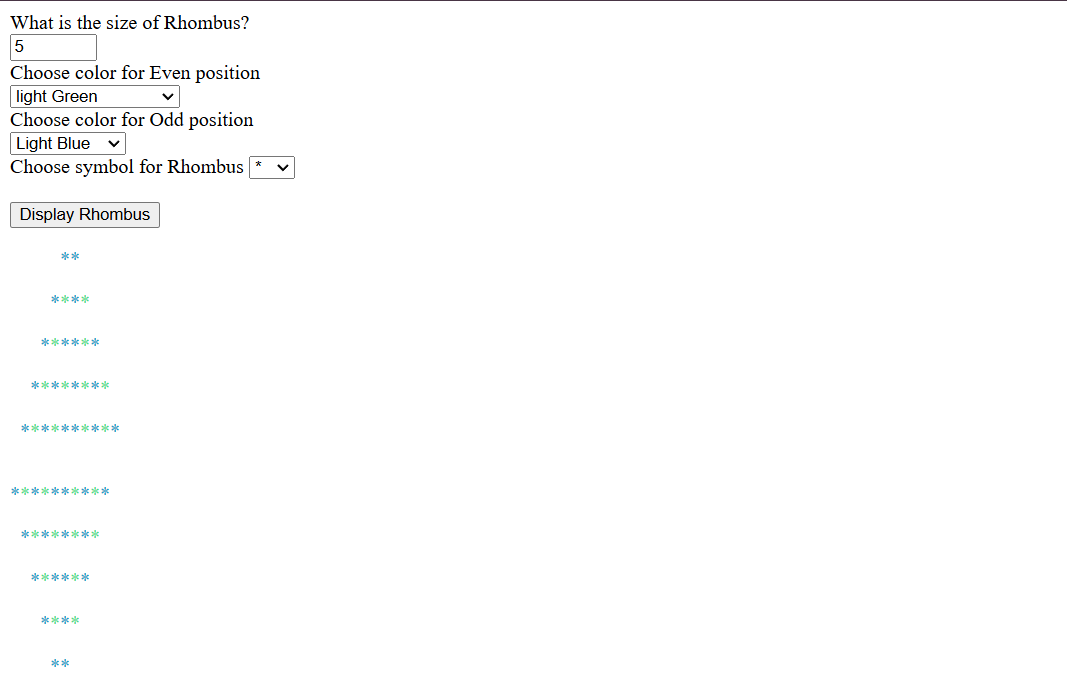 What is the size of Rhombus?
5
Choose color for Even position
light Green
Choose color for Odd position
Light Blue
Choose symbol for Rhombus *
Display Rhombus
**
****
******
********
**********
**********
********
******
****
**